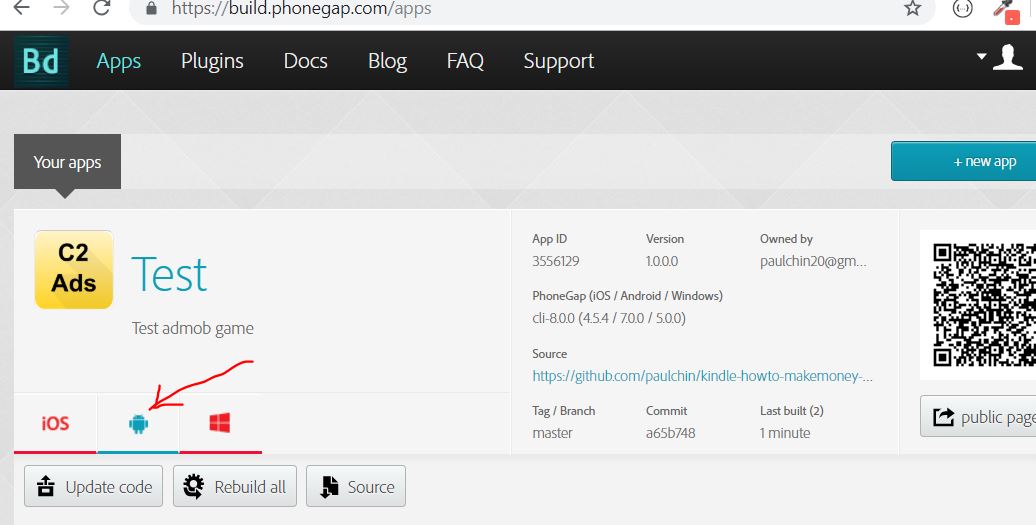 https://build.phonegap.com/apps
Bd Apps Plugins Docs Blog FAQ Support
Your apps
+ new app
C2
Ads
Test
Test admob game
App ID Version Owned by
3556129 1.0.0.0 paulchin20@gm...
PhoneGap (iOS / Android / Windows)
cli-8.0.0 (4.5.4 / 7.0.0 / 5.0.0)
Source
https://github.com/paulchin/kindle-howto-makemoney-...
Tag / Branch Commit Last built (2)
master a65b748 1 minute
iOS
public page
Update code Rebuild all Source